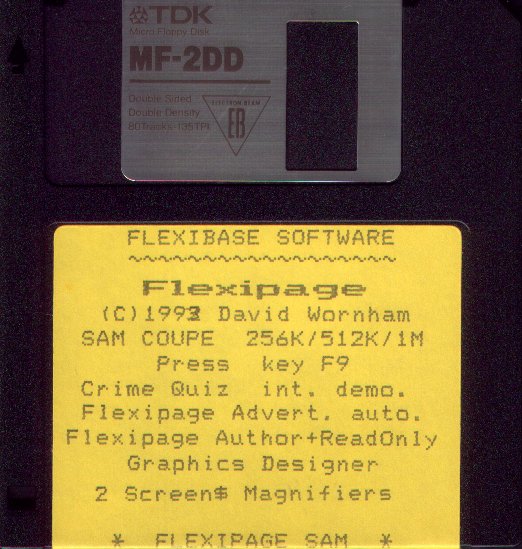 TDK
Micro Floppy Disk
MF-2DD
Double Sided
Double Density
80Tracks-135TPI
ELECTRON BEAM
EB
FLEXIBASE SOFTWARE
~~~~~~~~~~~~~~~~~~
Flexipage
(C)1993 David Wornham
SAM COUPE 256K/512K/1M
Press key F9
Crime Quiz int. demo.
Flexipage Advert. auto.
Flexipage Author+ReadOnly
Graphics Designer
2 Screen$ Magnifiers
* FLEXIPAGE SAM *